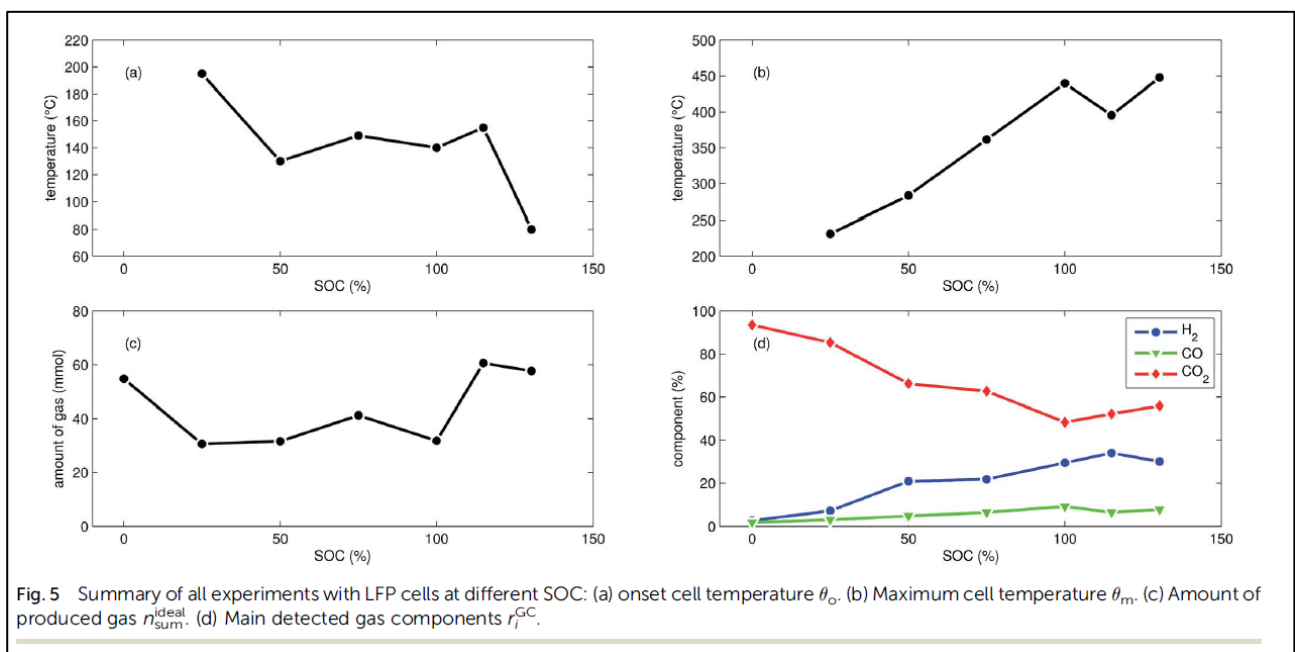 220
200
180
160
140
120
100
80
60
temperature (°C)
(a)
0 50 100 150
SOC (%)
500
450
400
350
300
250
200
temperature (°C)
(b)
0 50 100 150
SOC (%)
80
60
40
20
0
amount of gas (mmol)
(c)
0 50 100 150
SOC (%)
100
80
60
40
20
0
component (%)
(d)
H₂
CO
CO₂
0 50 100 150
SOC (%)
Fig. 5 Summary of all experiments with LFP cells at different SOC: (a) onset cell temperature θₒ. (b) Maximum cell temperature θₘ. (c) Amount of
produced gas n_sum^ideal. (d) Main detected gas components r_i^GC.